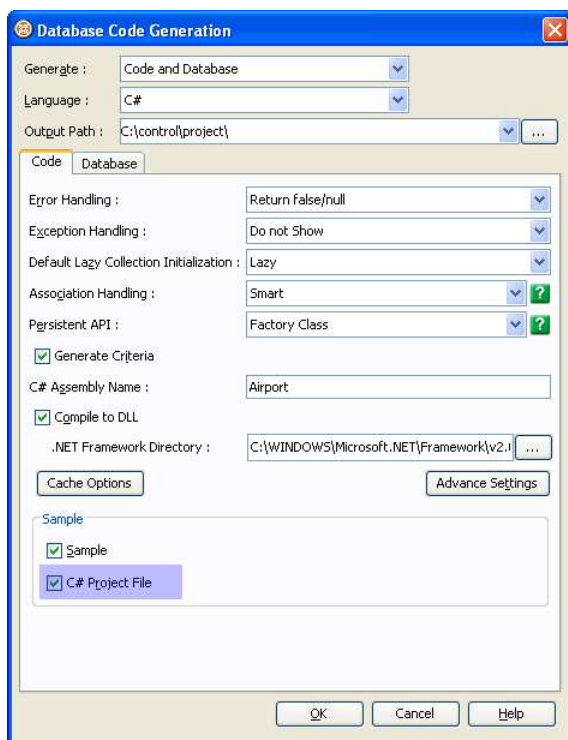 Database Code Generation
Generate : Code and Database
Language : C#
Output Path : C:\control\project\ ...
Code Database
Error Handling : Return false/null
Exception Handling : Do not Show
Default Lazy Collection Initialization : Lazy
Association Handling : Smart ?
Persistent API : Factory Class ?
Generate Criteria
C# Assembly Name : Airport
Compile to DLL
.NET Framework Directory : C:\WINDOWS\Microsoft.NET\Framework\v2. ...
Cache Options Advance Settings
Sample
Sample
C# Project File
OK Cancel Help